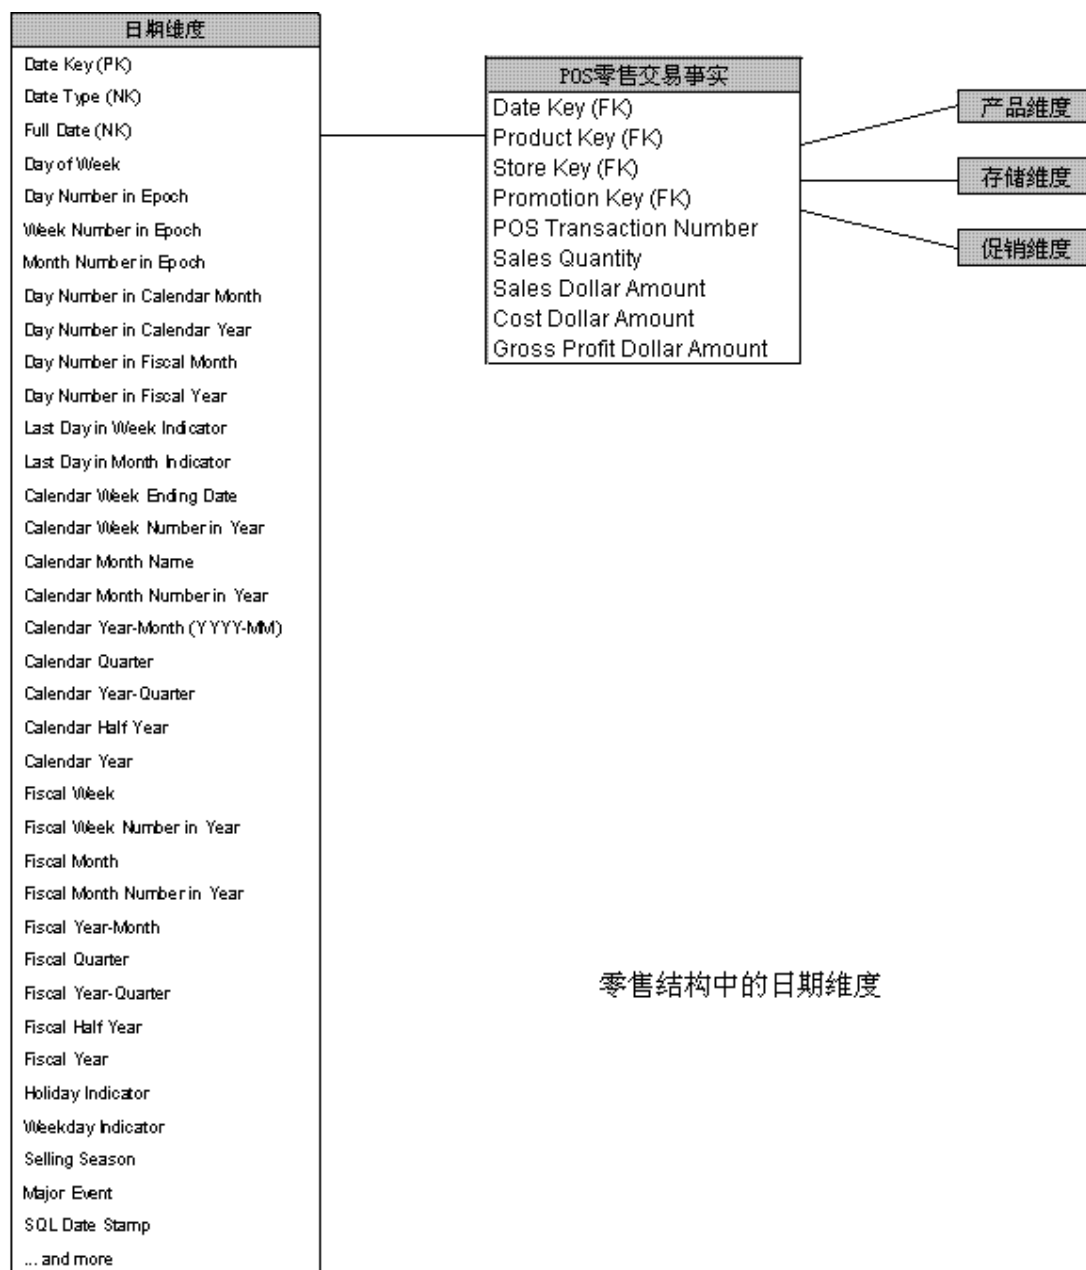 日期维度
Date Key (PK)
Date Type (NK)
Full Date (NK)
Day of Week
Day Number in Epoch
Week Number in Epoch
Month Number in Epoch
Day Number in Calendar Month
Day Number in Calendar Year
Day Number in Fiscal Month
Day Number in Fiscal Year
Last Day in Week Indicator
Last Day in Month Indicator
Calendar Week Ending Date
Calendar Week Number in Year
Calendar Month Name
Calendar Month Number in Year
Calendar Year-Month (YYYY-MM)
Calendar Quarter
Calendar Year-Quarter
Calendar Half Year
Calendar Year
Fiscal Week
Fiscal Week Number in Year
Fiscal Month
Fiscal Month Number in Year
Fiscal Year-Month
Fiscal Quarter
Fiscal Year-Quarter
Fiscal Half Year
Fiscal Year
Holiday Indicator
Weekday Indicator
Selling Season
Major Event
SQL Date Stamp
... and more
POS零售交易事实
Date Key (FK)
Product Key (FK)
Store Key (FK)
Promotion Key (FK)
POS Transaction Number
Sales Quantity
Sales Dollar Amount
Cost Dollar Amount
Gross Profit Dollar Amount
产品维度
存储维度
促销维度
零售结构中的日期维度